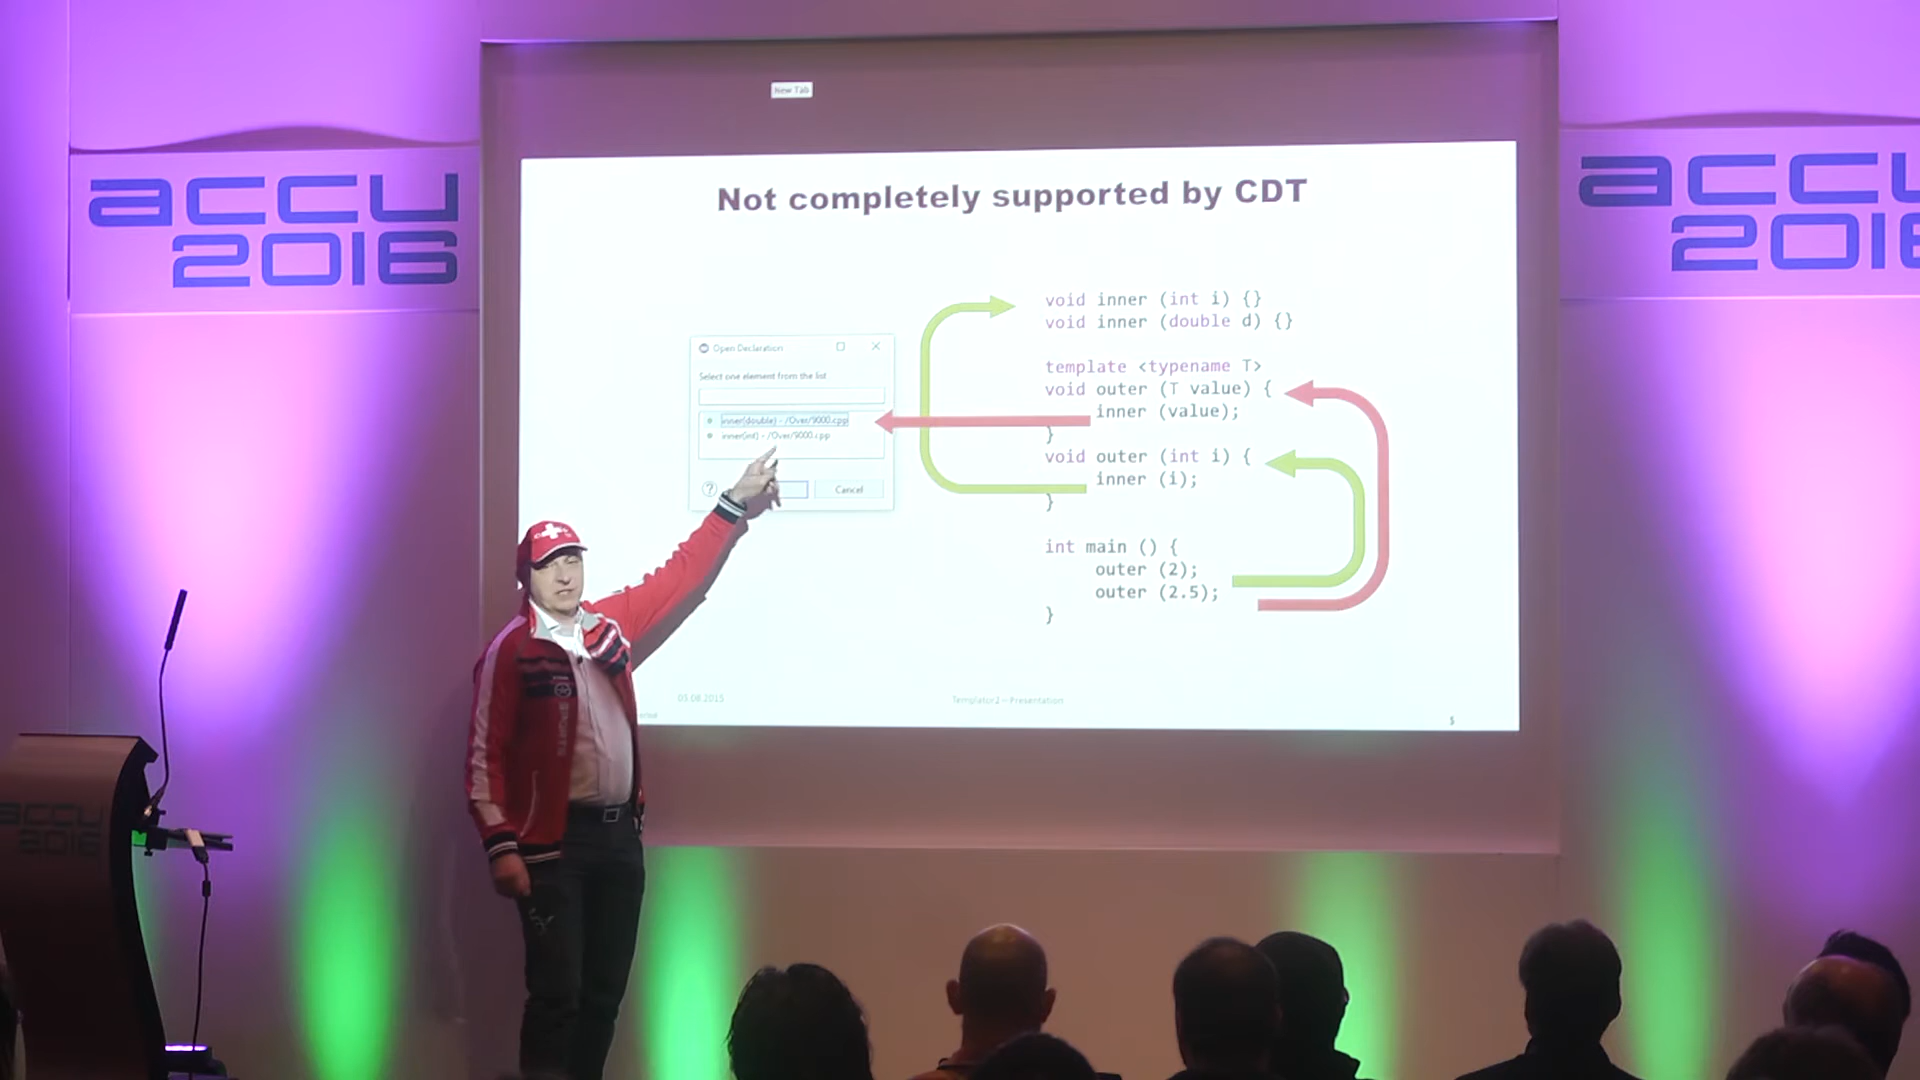 New Tab
accu
2016
accu
2016
Not completely supported by CDT
Open Declaration
Select one element from the list
inner(double) - /Over/9000.cpp
inner(int) - /Over/9000.cpp
?
Cancel
void inner (int i) {}
void inner (double d) {}
template <typename T>
void outer (T value) {
inner (value);
}
void outer (int i) {
inner (i);
}
int main () {
outer (2);
outer (2.5);
}
03.08.2015
Templator2 - Presentation
5
accu
2016